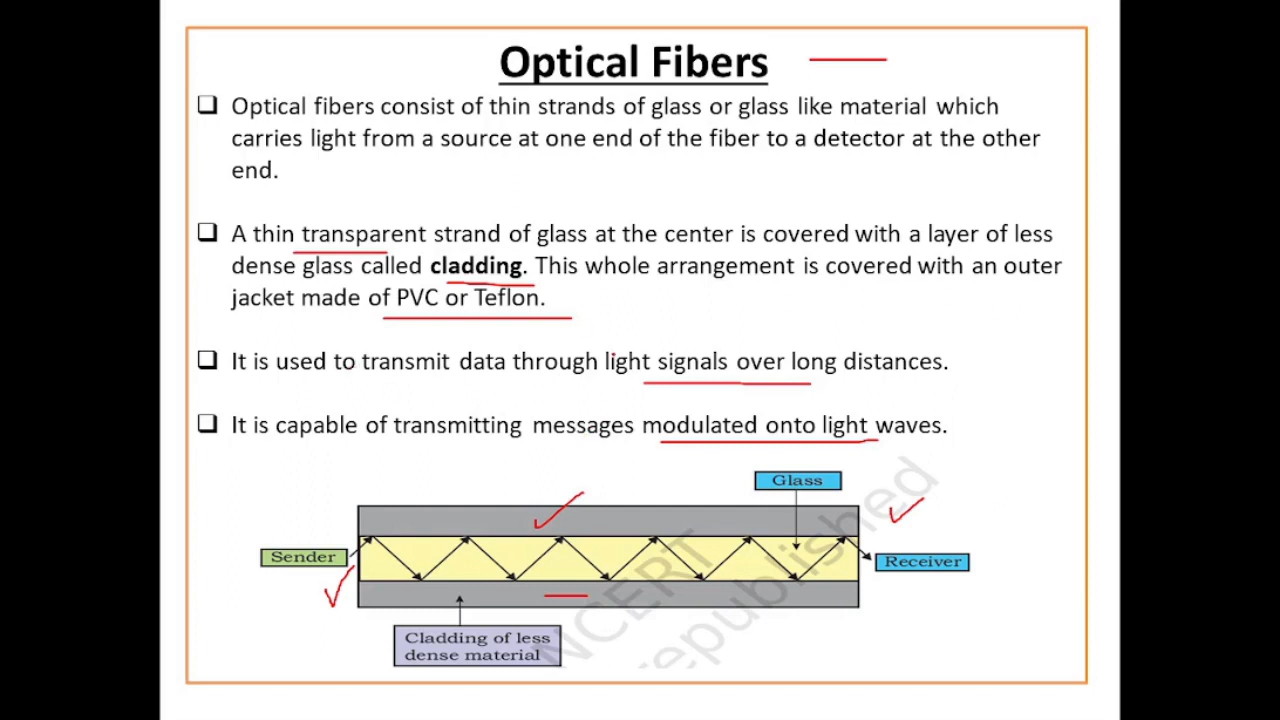 Optical Fibers
❑ Optical fibers consist of thin strands of glass or glass like material which
carries light from a source at one end of the fiber to a detector at the other
end.
❑ A thin transparent strand of glass at the center is covered with a layer of less
dense glass called cladding. This whole arrangement is covered with an outer
jacket made of PVC or Teflon.
❑ It is used to transmit data through light signals over long distances.
❑ It is capable of transmitting messages modulated onto light waves.
Glass
Sender
Receiver
Cladding of less
dense material
NCERT
republished